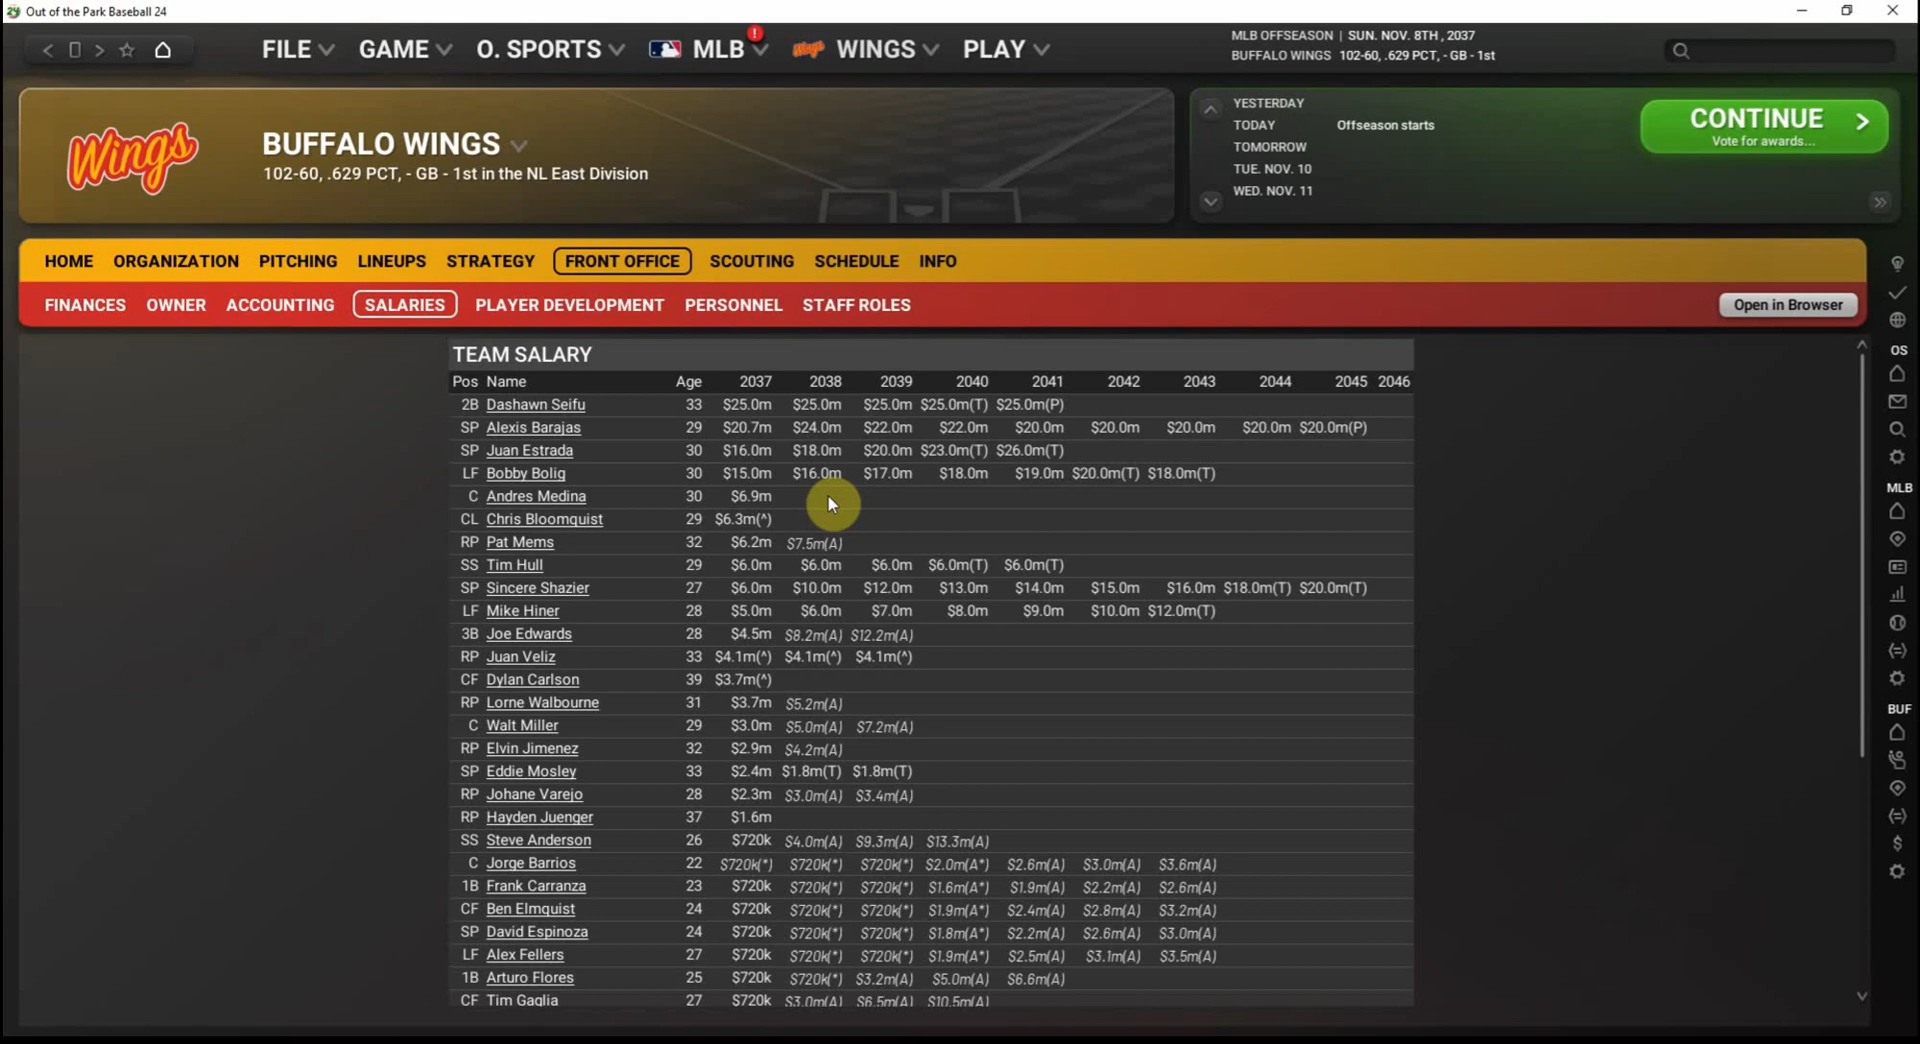 Out of the Park Baseball 24
FILE GAME O. SPORTS MLB ! WINGS PLAY
MLB OFFSEASON | SUN. NOV. 8TH , 2037
BUFFALO WINGS 102-60, .629 PCT, - GB - 1st
Wings
BUFFALO WINGS
102-60, .629 PCT, - GB - 1st in the NL East Division
YESTERDAY
TODAY Offseason starts
TOMORROW
TUE. NOV. 10
WED. NOV. 11
CONTINUE
Vote for awards...
HOME ORGANIZATION PITCHING LINEUPS STRATEGY FRONT OFFICE SCOUTING SCHEDULE INFO
FINANCES OWNER ACCOUNTING SALARIES PLAYER DEVELOPMENT PERSONNEL STAFF ROLES Open in Browser
TEAM SALARY
Pos Name Age 2037 2038 2039 2040 2041 2042 2043 2044 2045 2046
2B Dashawn Seifu 33 $25.0m $25.0m $25.0m $25.0m(T) $25.0m(P)
SP Alexis Barajas 29 $20.7m $24.0m $22.0m $22.0m $20.0m $20.0m $20.0m $20.0m $20.0m(P)
SP Juan Estrada 30 $16.0m $18.0m $20.0m $23.0m(T) $26.0m(T)
LF Bobby Bolig 30 $15.0m $16.0m $17.0m $18.0m $19.0m $20.0m(T) $18.0m(T)
C Andres Medina 30 $6.9m
CL Chris Bloomquist 29 $6.3m(^)
RP Pat Mems 32 $6.2m $7.5m(A)
SS Tim Hull 29 $6.0m $6.0m $6.0m $6.0m(T) $6.0m(T)
SP Sincere Shazier 27 $6.0m $10.0m $12.0m $13.0m $14.0m $15.0m $16.0m $18.0m(T) $20.0m(T)
LF Mike Hiner 28 $5.0m $6.0m $7.0m $8.0m $9.0m $10.0m $12.0m(T)
3B Joe Edwards 28 $4.5m $8.2m(A) $12.2m(A)
RP Juan Veliz 33 $4.1m(^) $4.1m(^) $4.1m(^)
CF Dylan Carlson 39 $3.7m(^)
RP Lorne Walbourne 31 $3.7m $5.2m(A)
C Walt Miller 29 $3.0m $5.0m(A) $7.2m(A)
RP Elvin Jimenez 32 $2.9m $4.2m(A)
SP Eddie Mosley 33 $2.4m $1.8m(T) $1.8m(T)
RP Johane Varejo 28 $2.3m $3.0m(A) $3.4m(A)
RP Hayden Juenger 37 $1.6m
SS Steve Anderson 26 $720k $4.0m(A) $9.3m(A) $13.3m(A)
C Jorge Barrios 22 $720k(*) $720k(*) $720k(*) $2.0m(A*) $2.6m(A) $3.0m(A) $3.6m(A)
1B Frank Carranza 23 $720k $720k(*) $720k(*) $1.6m(A*) $1.9m(A) $2.2m(A) $2.6m(A)
CF Ben Elmquist 24 $720k $720k(*) $720k(*) $1.9m(A*) $2.4m(A) $2.8m(A) $3.2m(A)
SP David Espinoza 24 $720k $720k(*) $720k(*) $1.8m(A*) $2.2m(A) $2.6m(A) $3.0m(A)
LF Alex Fellers 27 $720k $720k(*) $720k(*) $1.9m(A*) $2.5m(A) $3.1m(A) $3.5m(A)
1B Arturo Flores 25 $720k $720k(*) $3.2m(A) $5.0m(A) $6.6m(A)
CF Tim Gaglia 27 $720k $3.0m(A) $6.5m(A) $10.5m(A)
OS
MLB
BUF